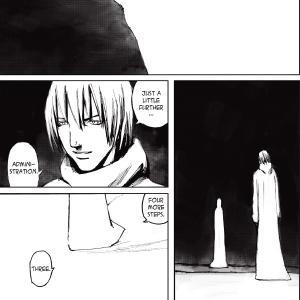 JUST A
LITTLE
FURTHER
...
ADMINI-
STRATION.
FOUR
MORE
STEPS.
THREE.